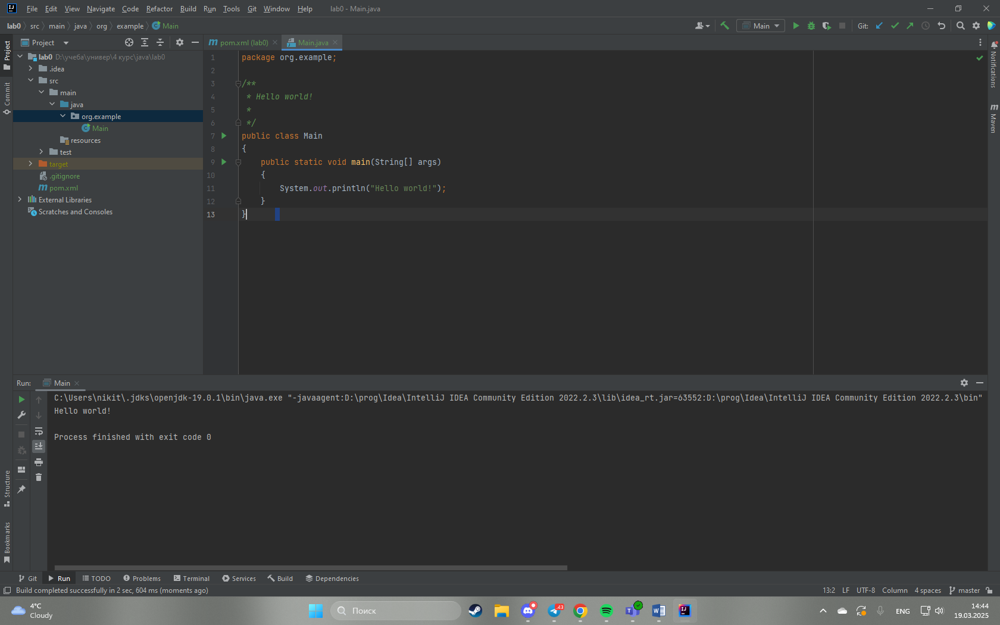 File Edit View Navigate Code Refactor Build Run Tools Git Window Help lab0 - Main.java
lab0 src main java org example Main
Main
Git:
Project
pom.xml (lab0) Main.java
Project
Commit
Structure
Bookmarks
lab0 D:\учеба\универ\4 курс\java\lab0
.idea
src
main
java
org.example
Main
resources
test
target
.gitignore
pom.xml
External Libraries
Scratches and Consoles
1 package org.example;
2
3 /**
4 * Hello world!
5 *
6 */
7 public class Main
8 {
9 public static void main(String[] args)
10 {
11 System.out.println("Hello world!");
12 }
13 }
Notifications
Maven
Run: Main
C:\Users\nikit\.jdks\openjdk-19.0.1\bin\java.exe "-javaagent:D:\prog\Idea\IntelliJ IDEA Community Edition 2022.2.3\lib\idea_rt.jar=63552:D:\prog\Idea\IntelliJ IDEA Community Edition 2022.2.3\bin"
Hello world!
Process finished with exit code 0
Git Run TODO Problems Terminal Services Build Dependencies
Build completed successfully in 2 sec, 604 ms (moments ago)
13:2 LF UTF-8 Column 4 spaces master
4°C
Cloudy
Поиск
43
ENG
14:44
19.03.2025